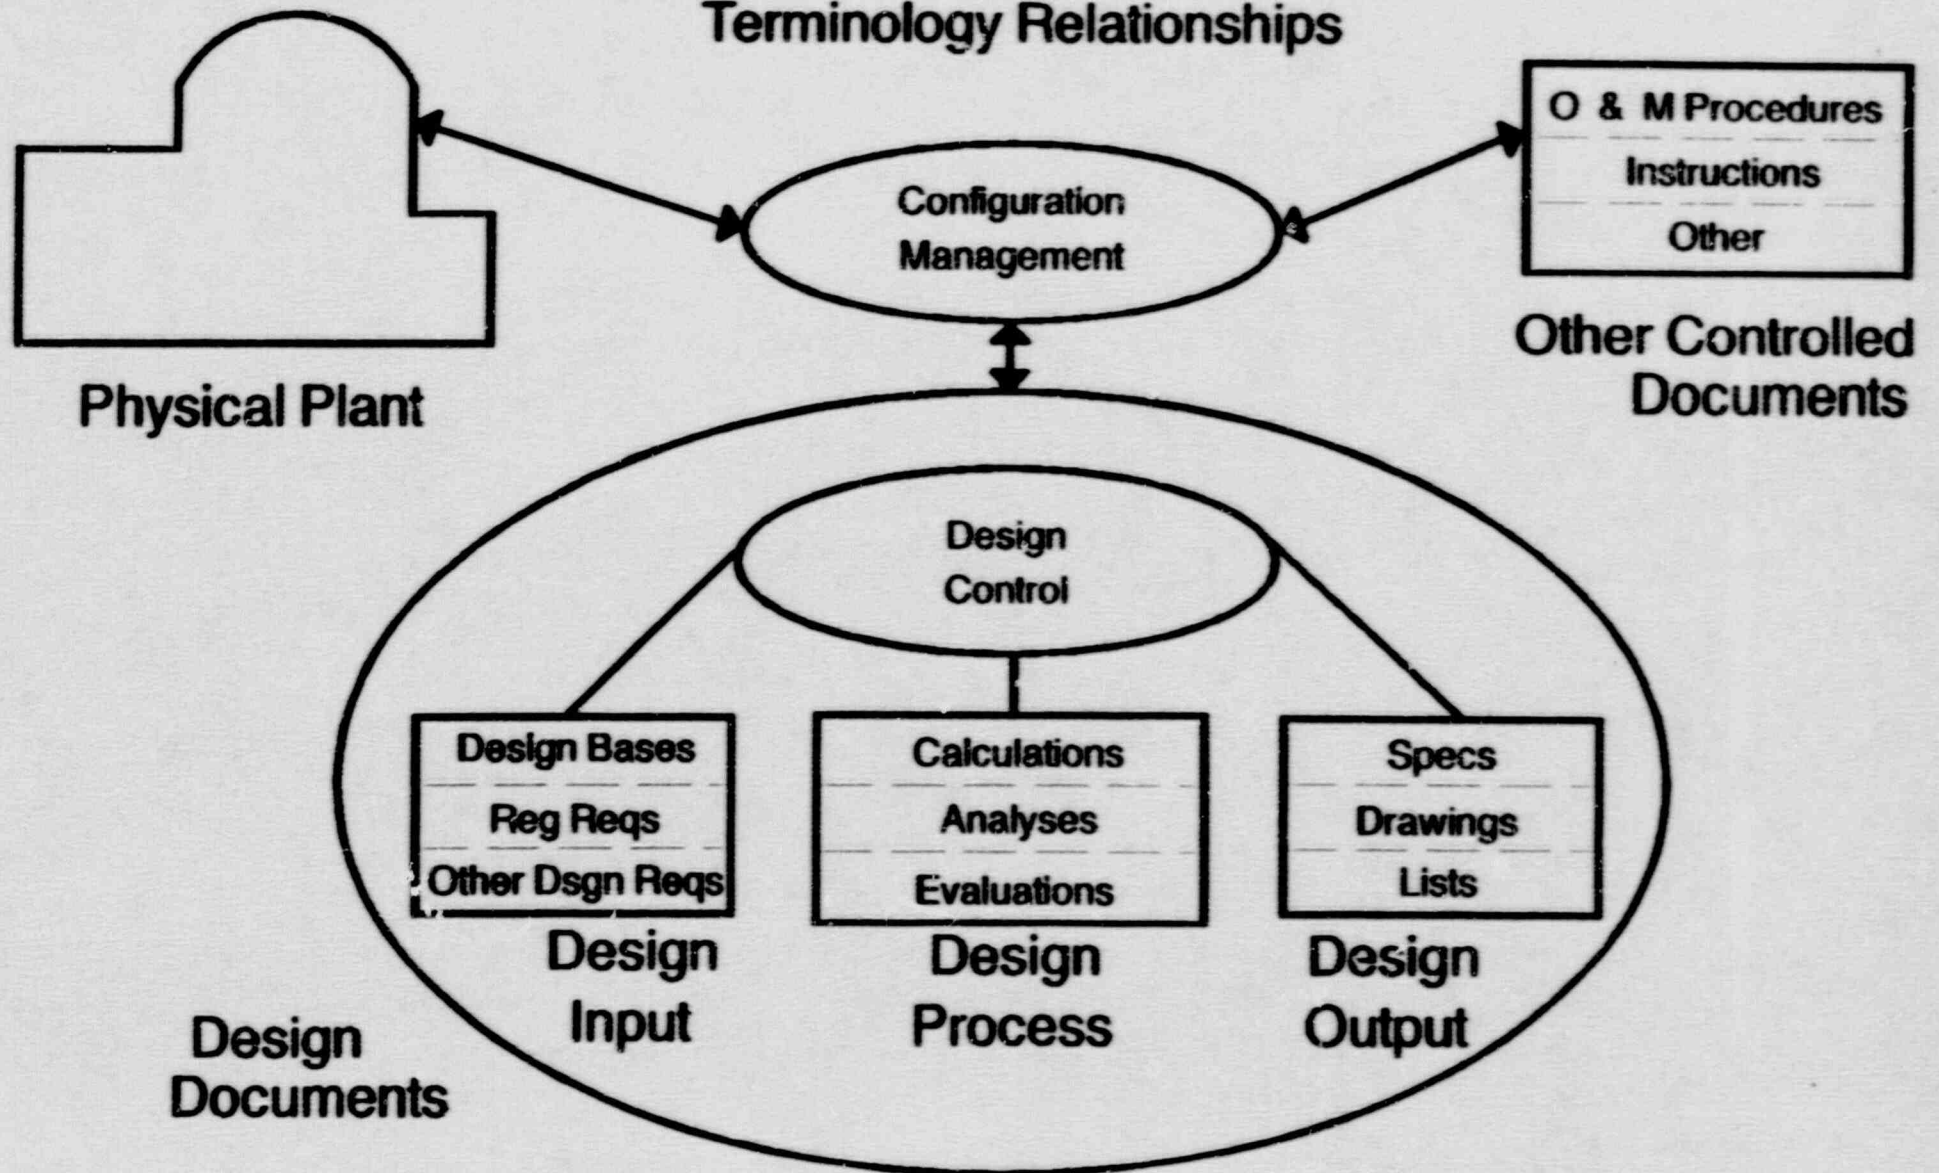 Terminology Relationships
O & M Procedures
Instructions
Other
Configuration
Management
Other Controlled
Documents
Physical Plant
Design
Control
Design Bases
Reg Reqs
Other Dsgn Reqs
Calculations
Analyses
Evaluations
Specs
Drawings
Lists
Design
Input
Design
Process
Design
Output
Design
Documents